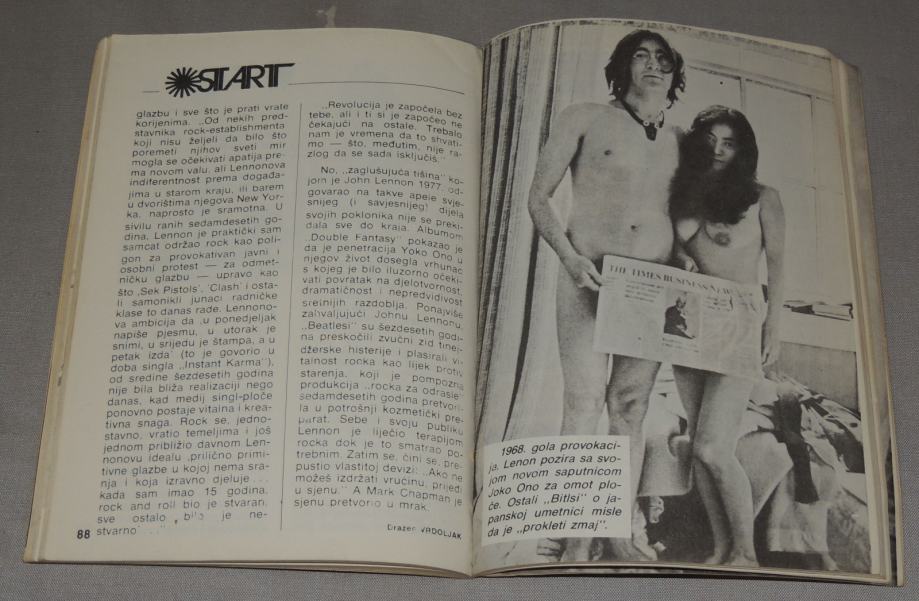 START
glazbu i sve što je prati vrate
korijenima. „Od nekih pred-
stavnika rock-establishmenta
koji nisu željeli da bilo što
poremeti njihov sveti mir
mogla se očekivati apatija pre-
ma novom valu, ali Lennonova
indiferentnost prema događa-
jima u starom kraju, ili barem
u dvorištima njegova New Yor-
ka, naprosto je sramotna. U
sivilu ranih sedamdesetih go-
dina, Lennon je praktički sam
samcat održao rock kao poli-
gon za provokativan javni i
osobni protest — za odmet-
ničku glazbu — upravo kao
što ‚Sek Pistols', ‚Clash' i osta-
li samonikli junaci radničke
klase to danas rade. Lennono-
va ambicija da ‚u ponedjeljak
napiše pjesmu, u utorak je
snimi, u srijedu je štampa, a u
petak izda' (to je govorio u
doba singla „Instant Karma"),
od sredine šezdesetih godina
nije bila bliža realizaciji nego
danas, kad medij singl-ploče
ponovno postaje vitalna i krea-
tivna snaga. Rock se, jedno-
stavno, vratio temeljima i još
jednom približio davnom Len-
nonovu idealu ‚prilično primi-
tivne glazbe u kojoj nema sra-
nja i koja izravno djeluje...
kada sam imao 15 godina,
rock and roll bio je stvaran,
sve ostalo bilo je ne-
stvarno'
88
„Revolucija je započela bez
tebe, ali i ti si je započeo ne
čekajući na ostale. Trebalo
nam je vremena da to shvati-
mo — što, međutim, nije ra-
zlog da se sada isključiš."
No, „zaglušujuća tišina" ko-
jom je John Lennon 1977. od-
govarao na takve apele svje-
snijeg (i savjesnijeg) dijela
svojih poklonika nije se preki-
dala sve do kraja. Albumom
„Double Fantasy" pokazao je
da je penetracija Yoko Ono u
njegov život dosegla vrhunac
s kojeg je bilo iluzorno očeki-
vati povratak na djelotvornost,
dramatičnost i nepredvidivost
srednjih razdoblja. Ponajviše
zahvaljujući Johnu Lennonu,
„Beatlesi" su šezdesetih godi-
na preskočili zvučni zid tinej-
džerske histerije i plasirali vi-
talnost rocka kao lijek protiv
starenja, koji je pompozna
produkcija „rocka za odrasle"
sedamdesetih godina pretvori-
la u potrošnji kozmetički pre-
parat. Sebe i svoju publiku
Lennon je liječio terapijom
rocka dok je to smatrao po-
trebnim. Zatim se, čini se, pre-
pustio vlastitoj devizi: „Ako ne
možeš izdržati vrućinu, prijeđi
u sjenu." A Mark Chapman je
sjenu pretvorio u mrak.
Dražen VRDOLJAK
THE TIMES BUSINESS NEWS
1968. gola provokaci-
ja. Lenon pozira sa svo-
jom novom saputnicom
Joko Ono za omot plo-
če. Ostali „Bitlsi" o ja-
panskoj umetnici misle
da je „prokleti zmaj".